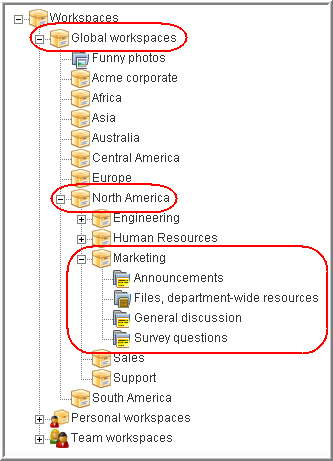 Workspaces
Global workspaces
Funny photos
Acme corporate
Africa
Asia
Australia
Central America
Europe
North America
Engineering
Human Resources
Marketing
Announcements
Files, department-wide resources
General discussion
Survey questions
Sales
Support
South America
Personal workspaces
Team workspaces